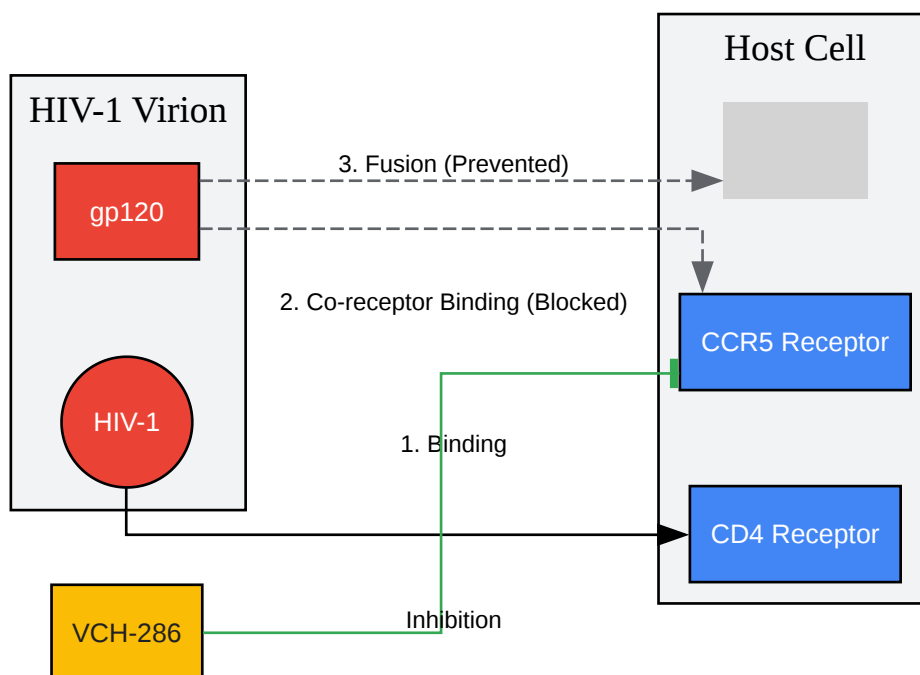 Host Cell
HIV-1 Virion
3. Fusion (Prevented)
gp120
2. Co-receptor Binding (Blocked)
CCR5 Receptor
HIV-1
1. Binding
CD4 Receptor
Inhibition
VCH-286